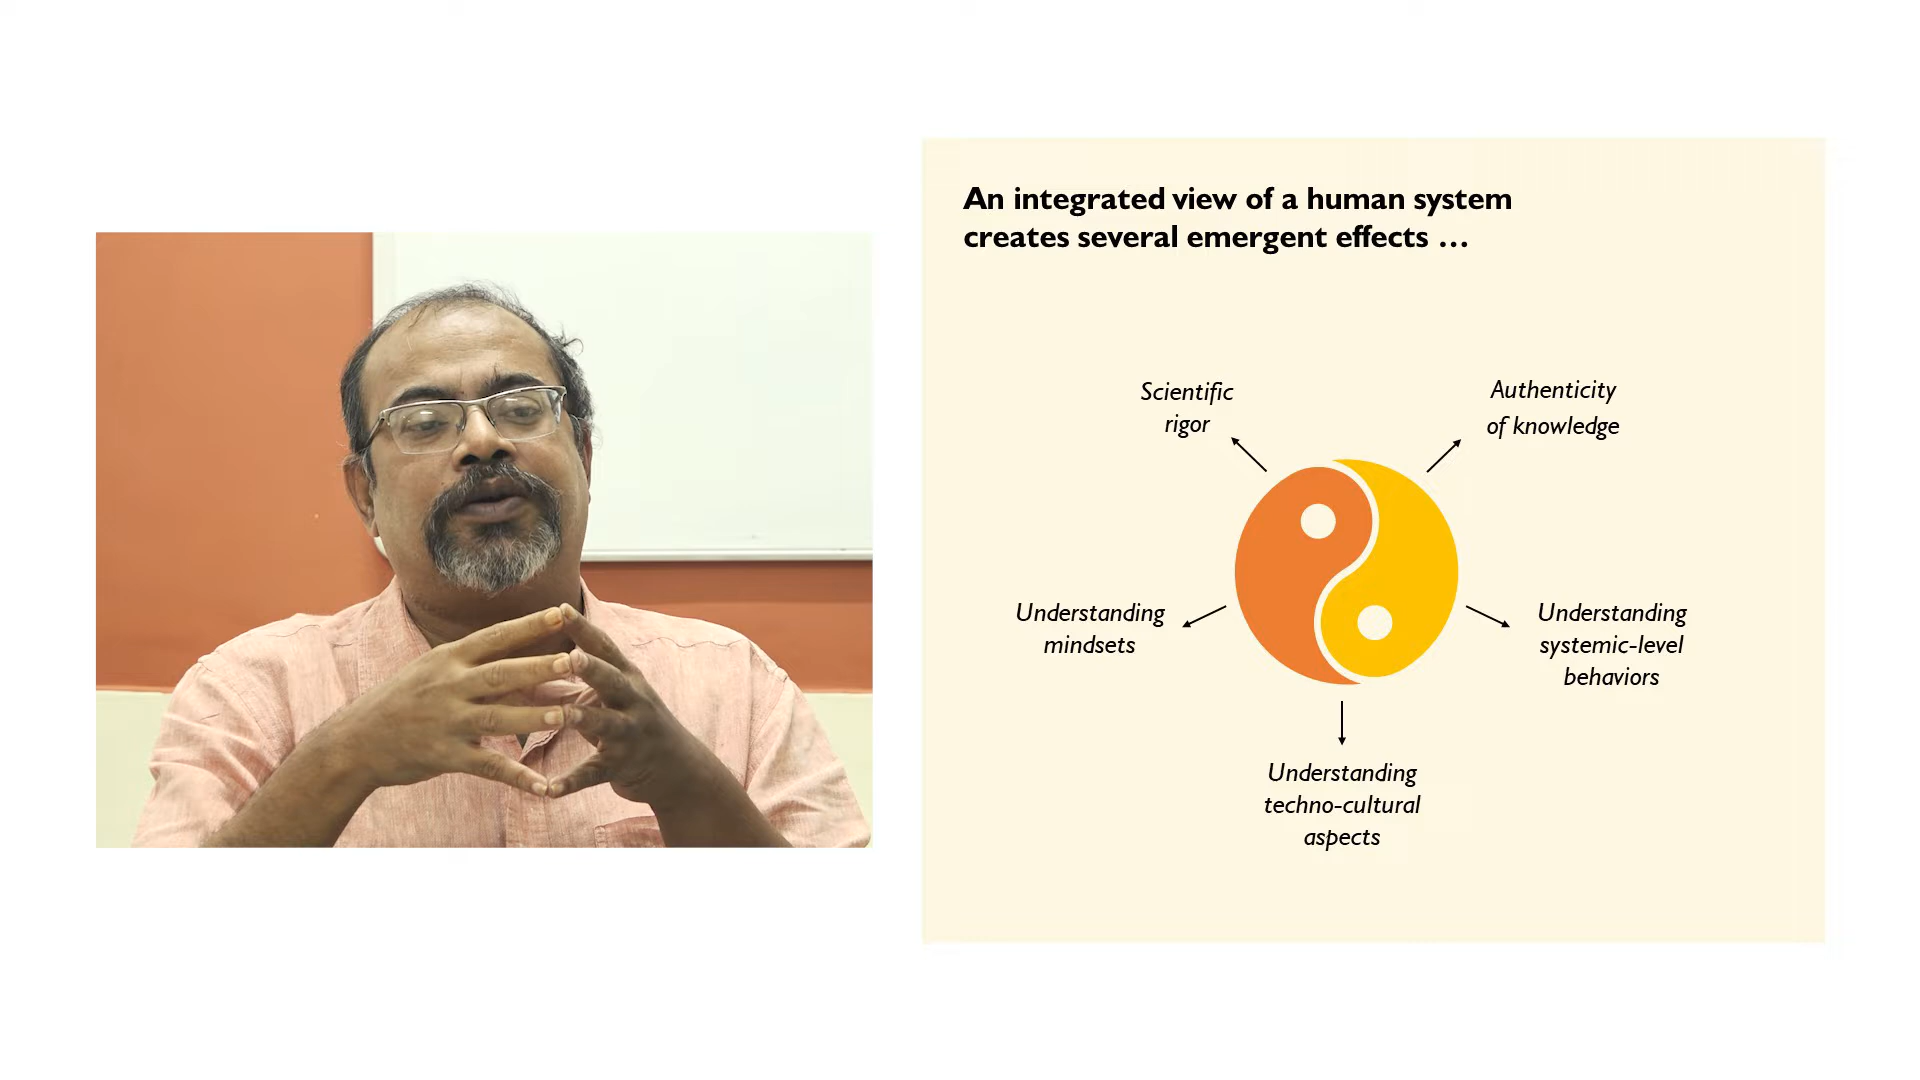 An integrated view of a human system
creates several emergent effects …
Scientific
rigor
Authenticity
of knowledge
Understanding
mindsets
Understanding
systemic-level
behaviors
Understanding
techno-cultural
aspects